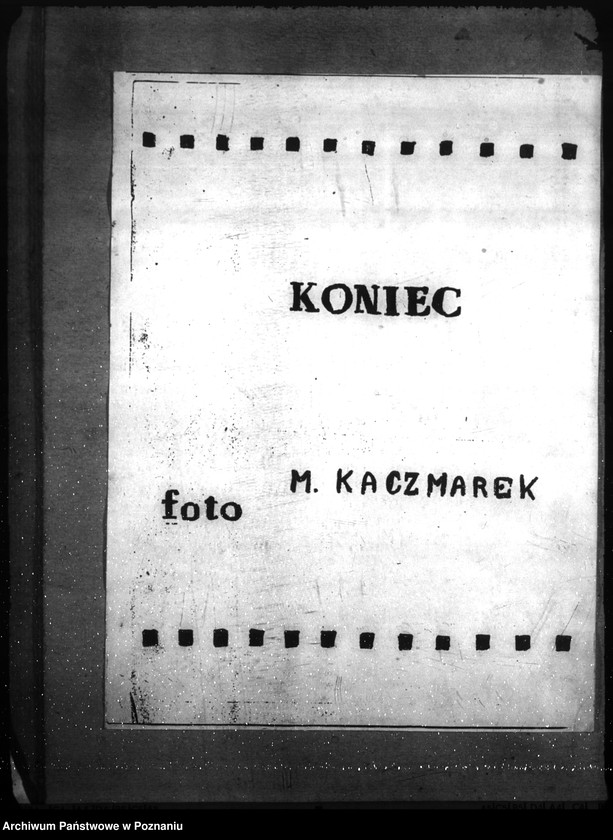 KONIEC
M. KACZMAREK
foto
Archiwum Państwowe w Poznaniu